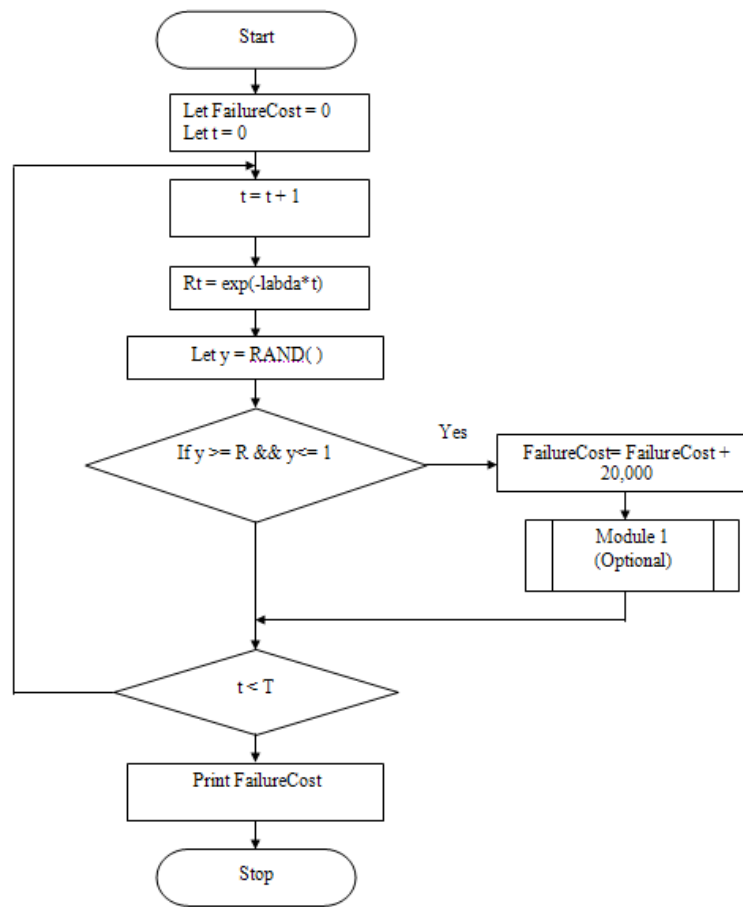 Start
Let FailureCost = 0
Let t = 0
t = t + 1
Rt = exp(-labda*t)
Let y = RAND( )
If y >= R && y<= 1
Yes
FailureCost= FailureCost +
20,000
Module 1
(Optional)
t < T
Print FailureCost
Stop